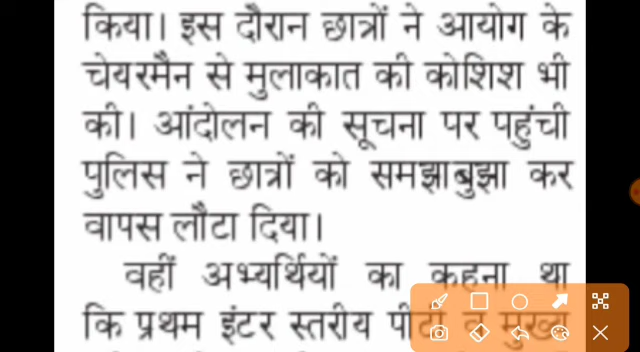 किया। इस दौरान छात्रों ने आयोग के
चेयरमैन से मुलाकात की कोशिश भी
की। आंदोलन की सूचना पर पहुंची
पुलिस ने छात्रों को समझाबुझा कर
वापस लौटा दिया।
वहीं अभ्यर्थियों का कहना था
कि प्रथम इंटर स्तरीय पीटी व मुख्य